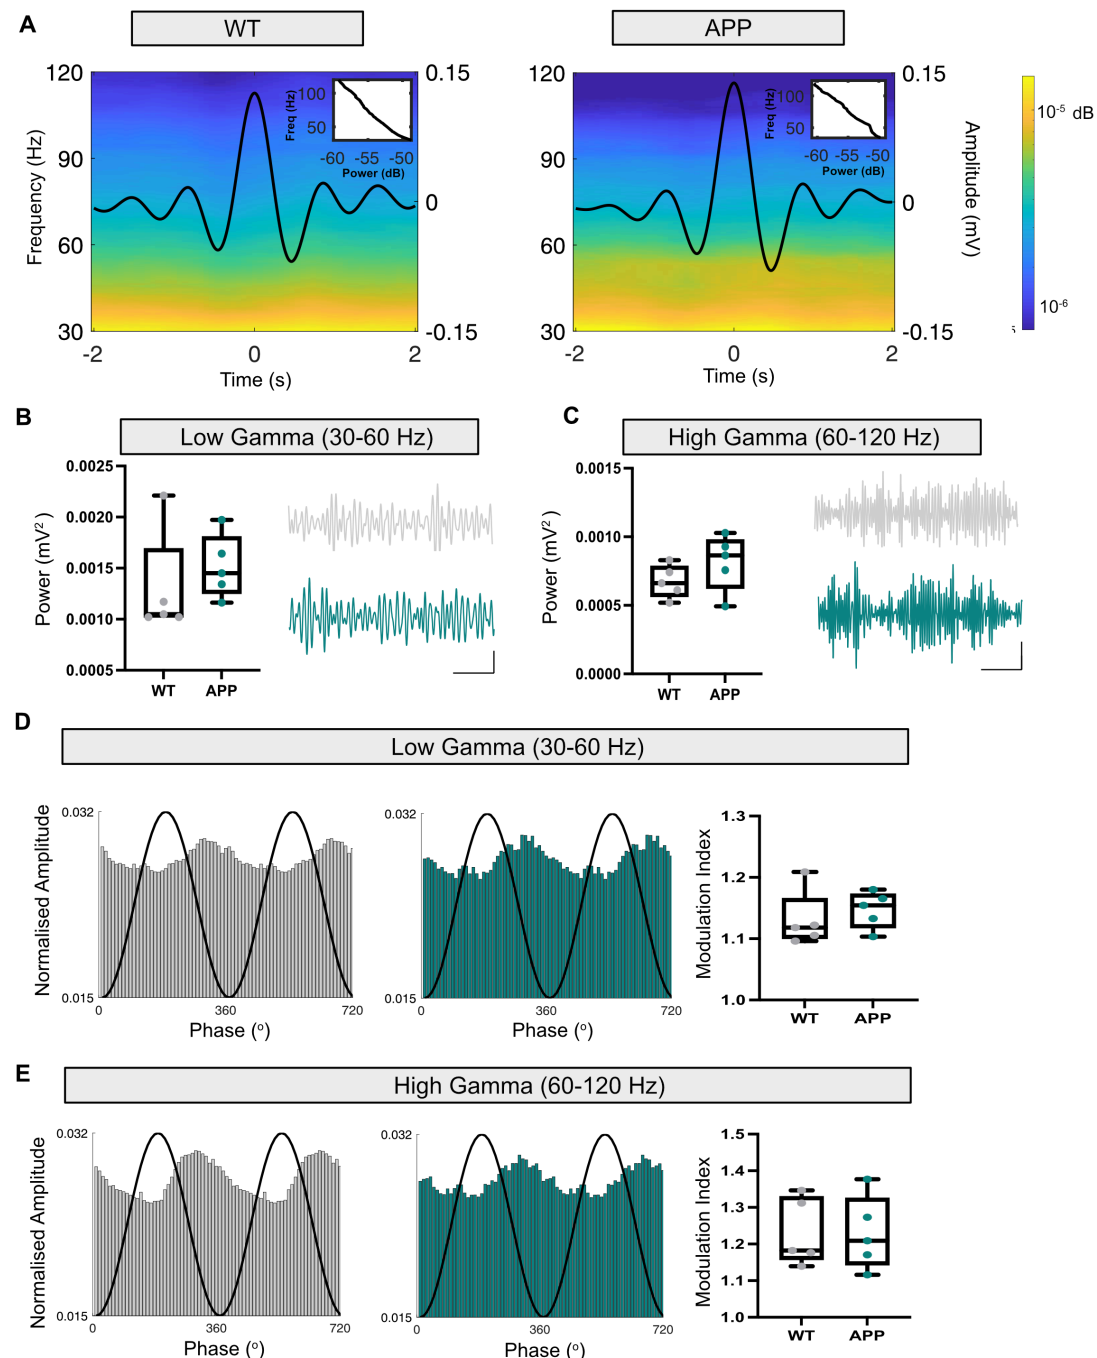 A
WT
APP
120
90
60
30
Frequency (Hz)
-2
0
2
Time (s)
0.15
0
-0.15
Freq (Hz)
100
50
-60
-55
-50
Power (dB)
120
90
60
30
-2
0
2
Time (s)
0.15
0
-0.15
Amplitude (mV)
Freq (Hz)
100
50
-60
-55
-50
Power (dB)
10-5 dB
10-6
B
Low Gamma (30-60 Hz)
0.0025
0.0020
0.0015
0.0010
0.0005
Power (mV2)
WT
APP
C
High Gamma (60-120 Hz)
0.0015
0.0010
0.0005
0.0000
Power (mV2)
WT
APP
D
Low Gamma (30-60 Hz)
Normalised Amplitude
0.032
0.015
0
360
720
Phase (o)
0.032
0.015
0
360
720
Phase (o)
Modulation Index
1.3
1.2
1.1
1.0
WT
APP
E
High Gamma (60-120 Hz)
Normalised Amplitude
0.032
0.015
0
360
720
Phase (o)
0.032
0.015
0
360
720
Phase (o)
Modulation Index
1.5
1.4
1.3
1.2
1.1
1.0
WT
APP